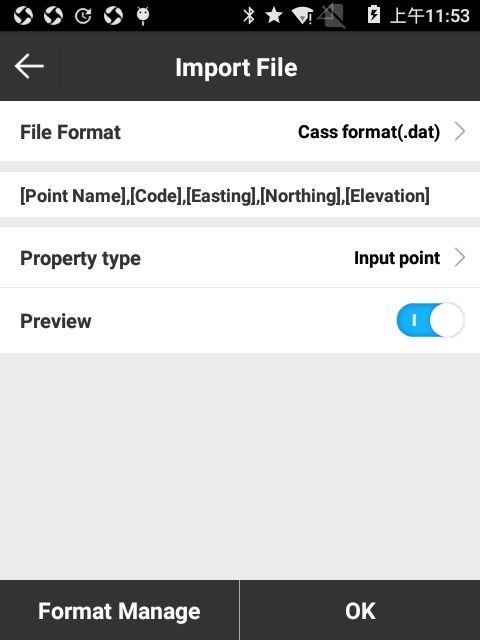 上午11:53
Import File
File Format Cass format(.dat)
[Point Name],[Code],[Easting],[Northing],[Elevation]
Property type Input point
Preview
Format Manage OK